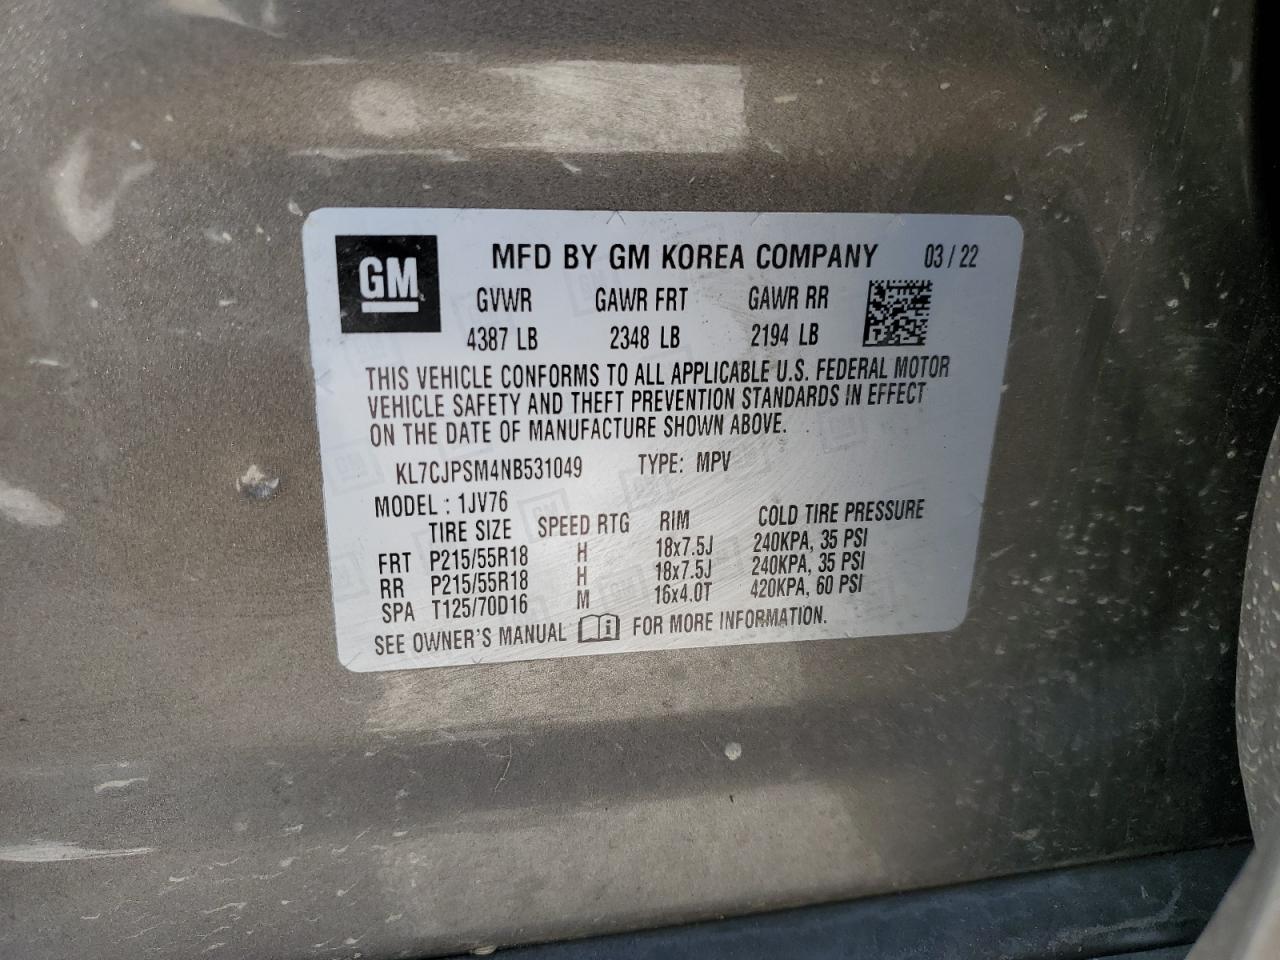 GM
MFD BY GM KOREA COMPANY 03 / 22
GVWR GAWR FRT GAWR RR
4387 LB 2348 LB 2194 LB
THIS VEHICLE CONFORMS TO ALL APPLICABLE U.S. FEDERAL MOTOR
VEHICLE SAFETY AND THEFT PREVENTION STANDARDS IN EFFECT
ON THE DATE OF MANUFACTURE SHOWN ABOVE.
KL7CJPSM4NB531049 TYPE: MPV
MODEL : 1JV76
TIRE SIZE SPEED RTG RIM COLD TIRE PRESSURE
FRT P215/55R18 H 18x7.5J 240KPA, 35 PSI
RR P215/55R18 H 18x7.5J 240KPA, 35 PSI
SPA T125/70D16 M 16x4.0T 420KPA, 60 PSI
SEE OWNER'S MANUAL i FOR MORE INFORMATION.